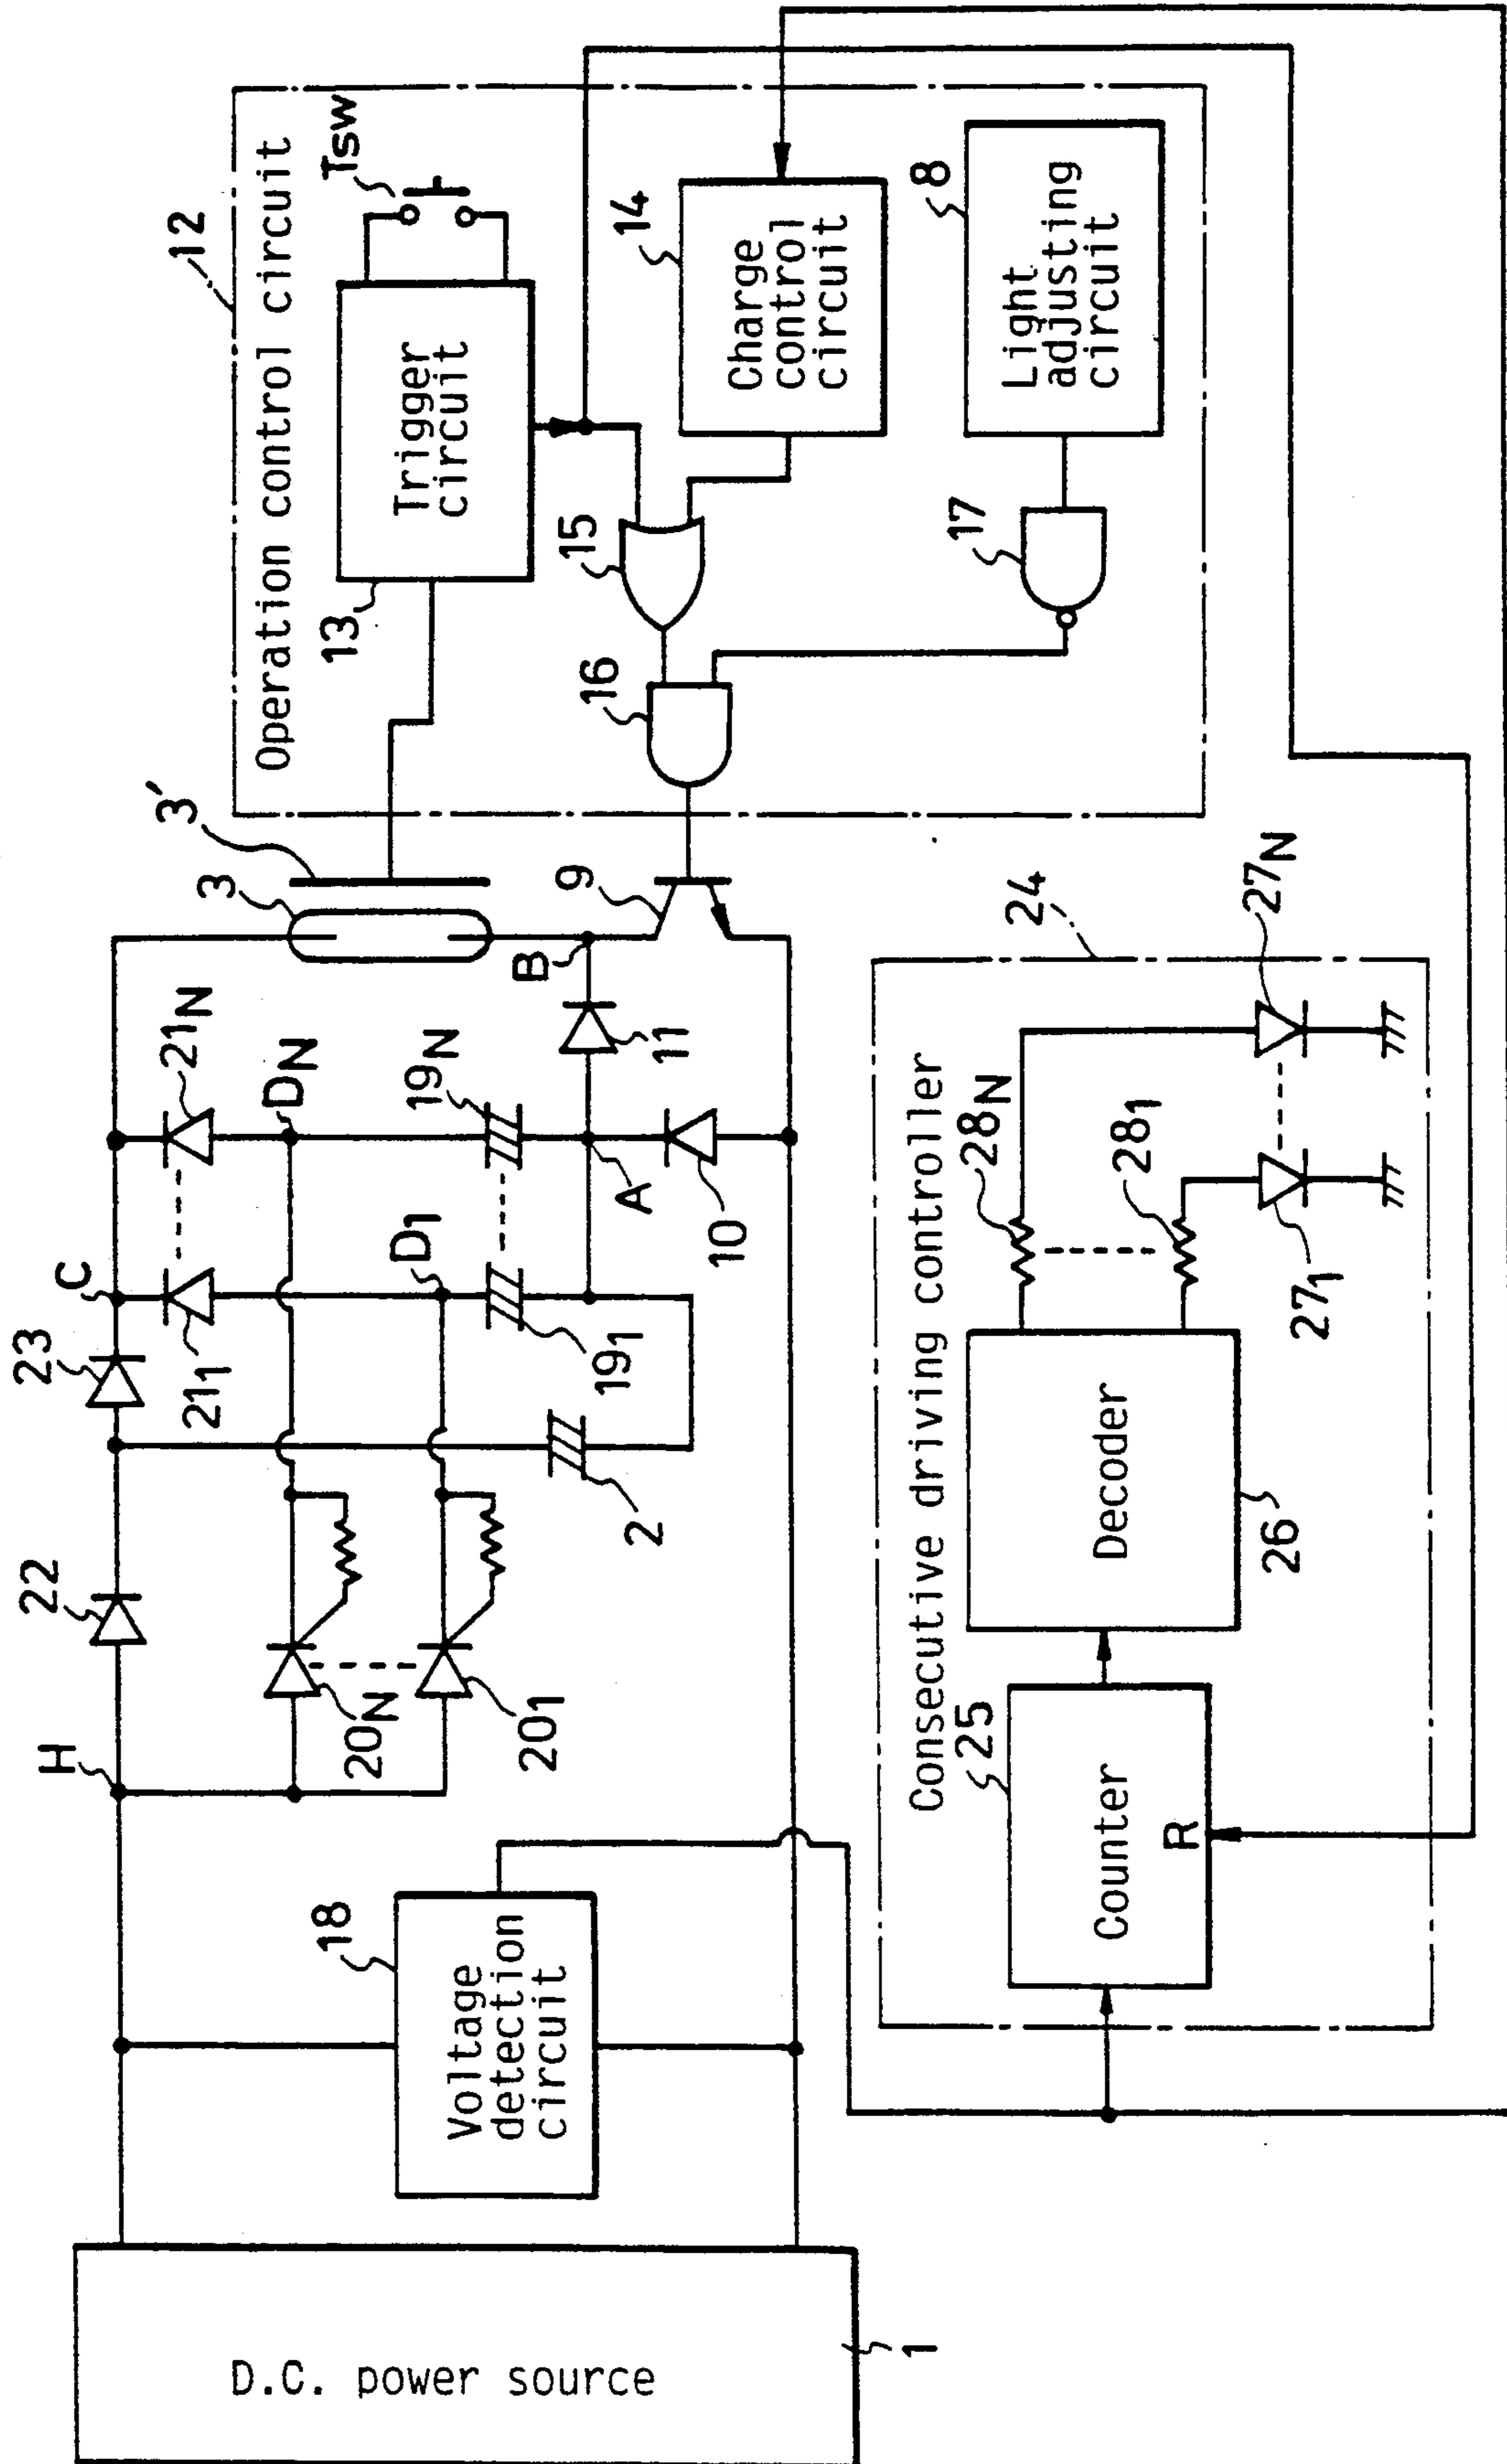 12
Operation control circuit
Tsw
Trigger
circuit
13
14
Charge
control
circuit
8
Light
adjusting
circuit
15
16
17
3'
3
9
B
21N
DN
19N
11
C
D1
A
10
23
211
191
22
2
H
20N
201
18
Voltage
detection
circuit
D.C. power source
1
24
Consecutive driving controller
27N
28N
281
271
Decoder
26
25
Counter
R